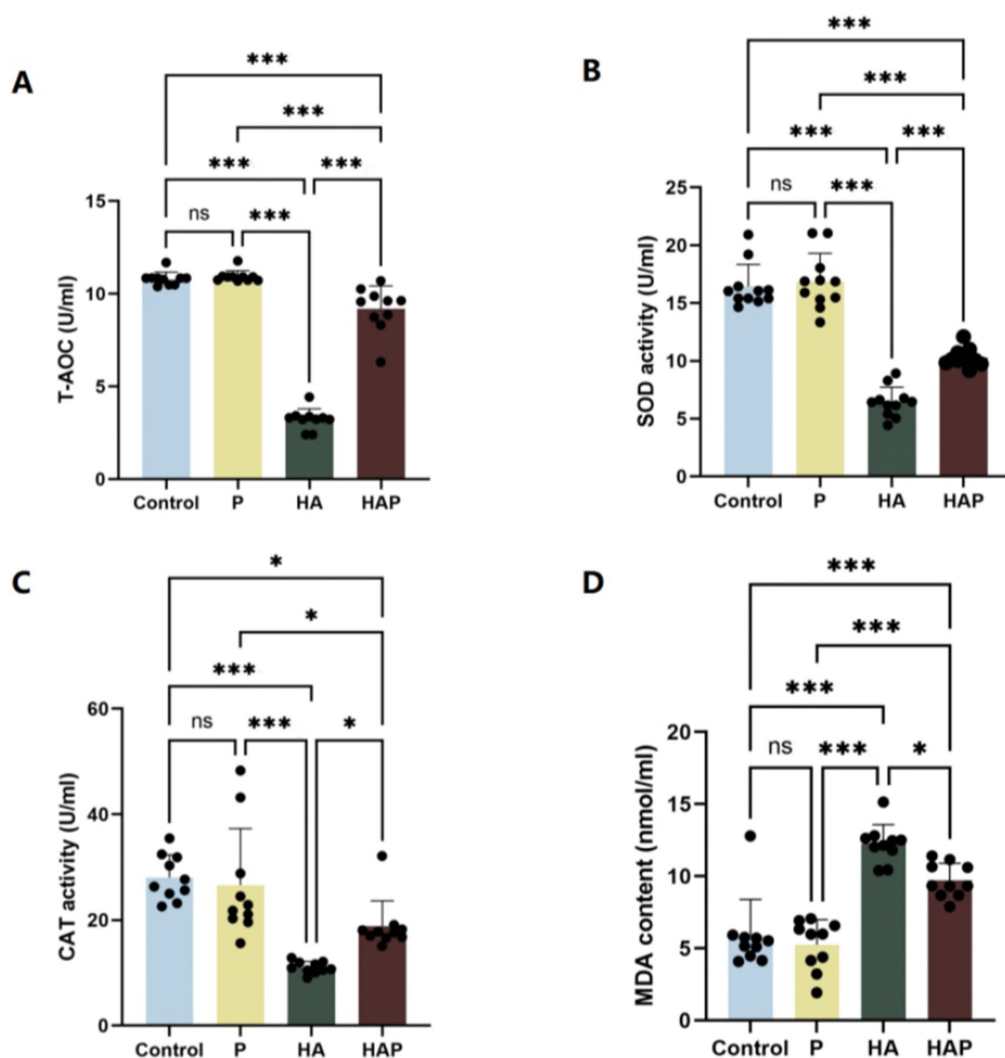 A
***
***
*** ***
ns ***
T-AOC (U/ml)
15
10
5
0
Control P HA HAP
B
***
***
*** ***
ns ***
SOD activity (U/ml)
25
20
15
10
5
0
Control P HA HAP
C
*
*
***
ns *** *
CAT activity (U/ml)
60
40
20
0
Control P HA HAP
D
***
***
***
ns *** *
MDA content (nmol/ml)
20
15
10
5
0
Control P HA HAP